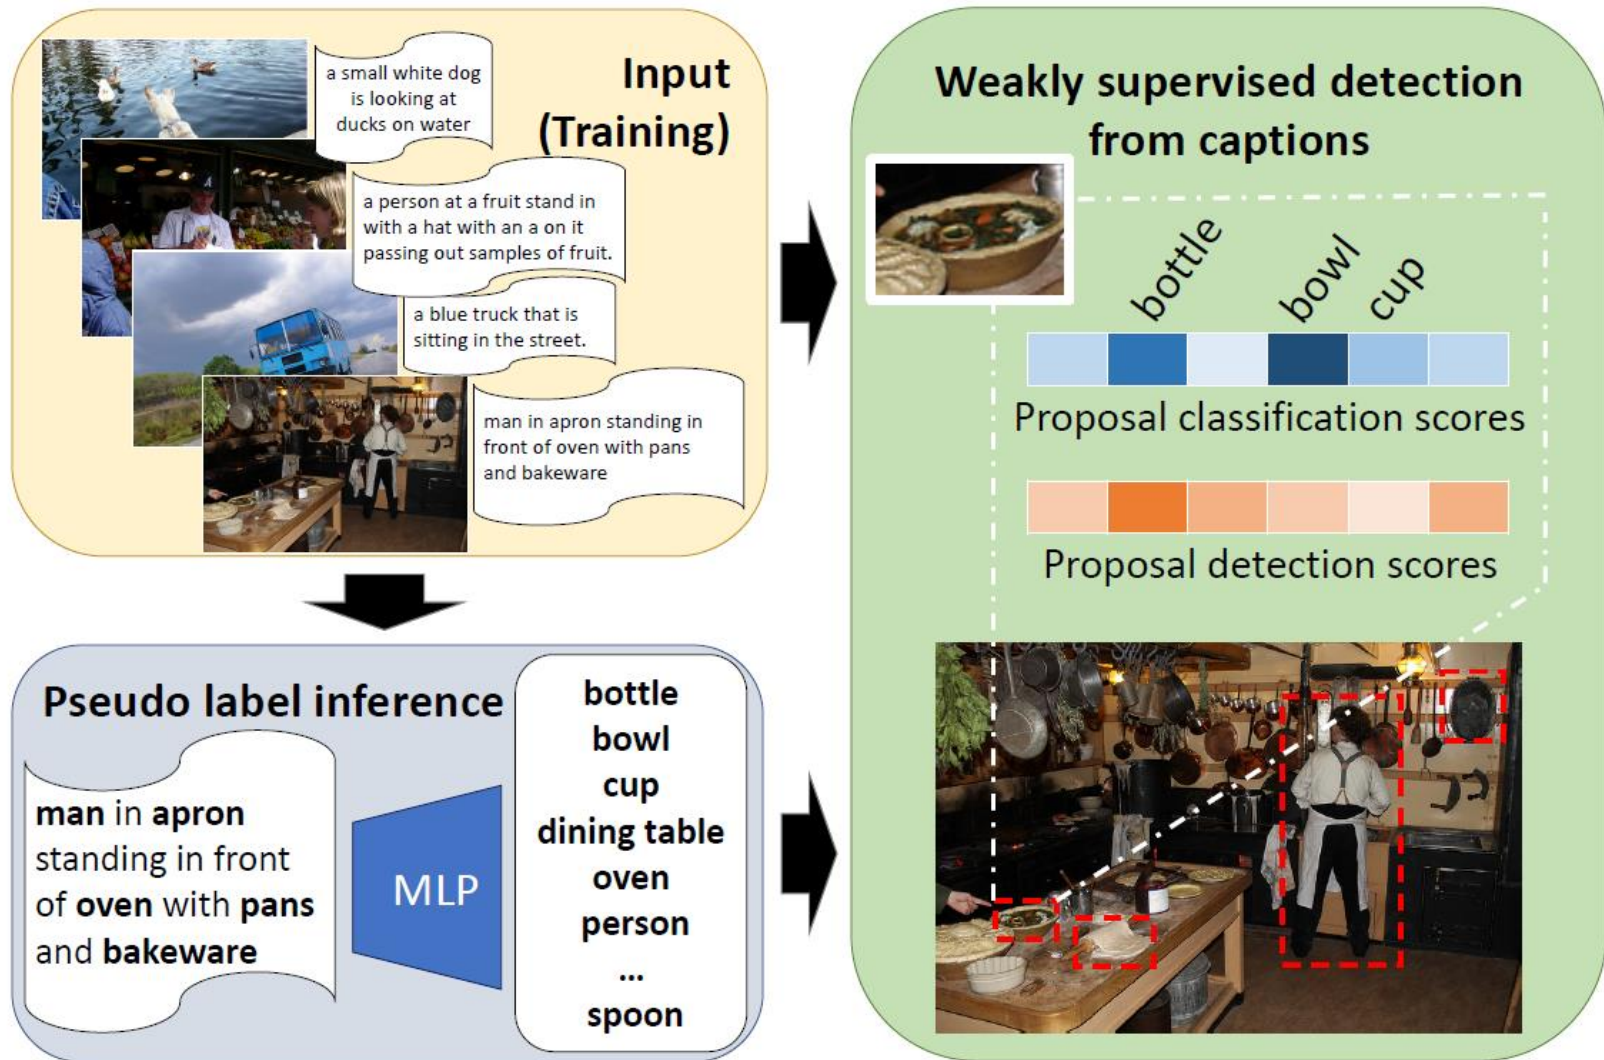 Input
(Training)
a small white dog
is looking at
ducks on water
a person at a fruit stand in
with a hat with an a on it
passing out samples of fruit.
a blue truck that is
sitting in the street.
man in apron standing in
front of oven with pans
and bakeware
Pseudo label inference
man in apron
standing in front
of oven with pans
and bakeware
MLP
bottle
bowl
cup
dining table
oven
person
...
spoon
Weakly supervised detection
from captions
bottle
bowl
cup
Proposal classification scores
Proposal detection scores